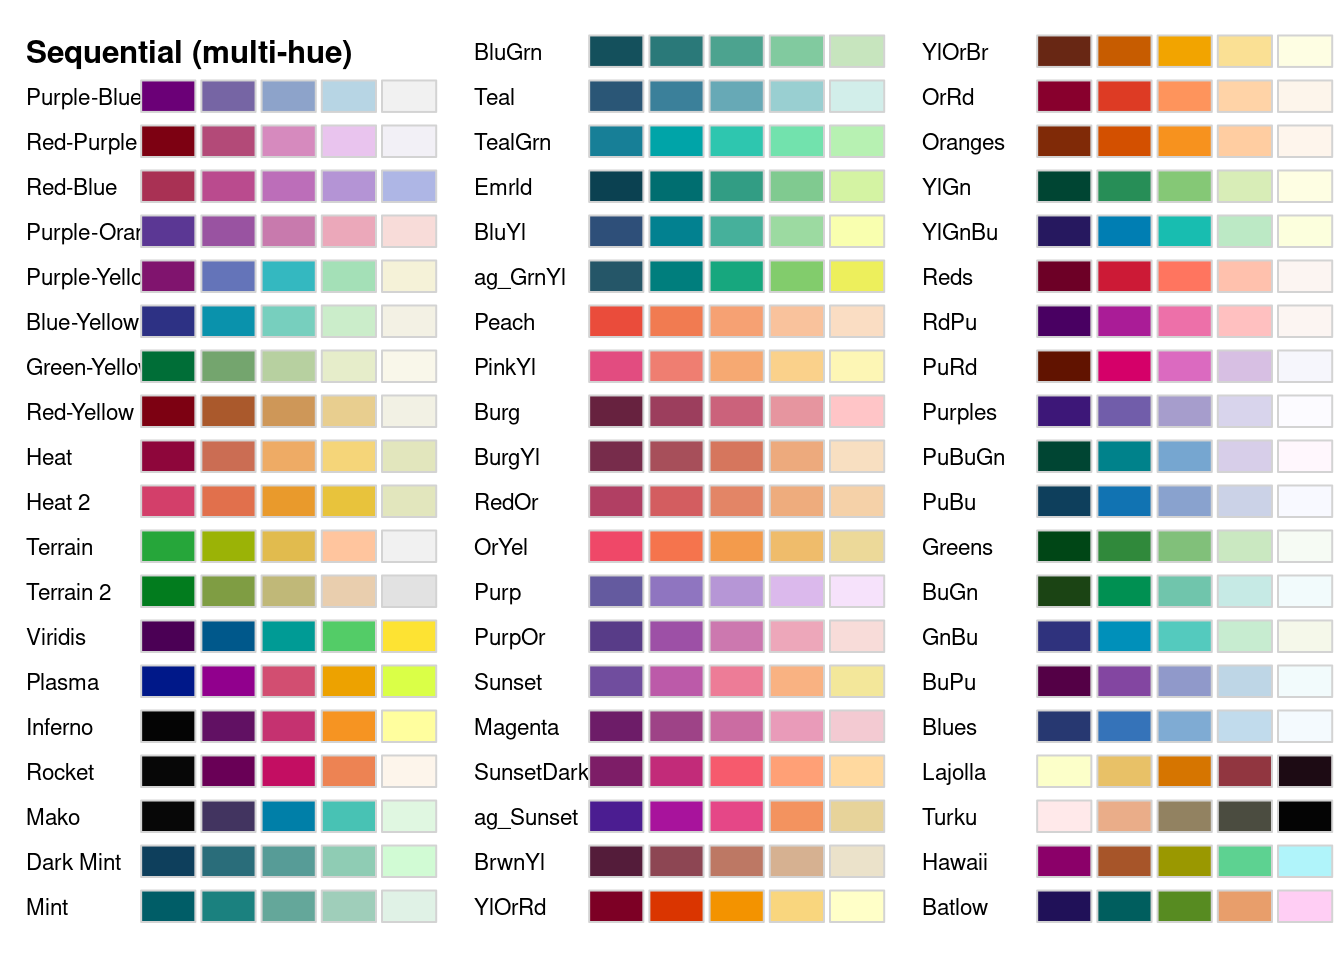 Sequential (multi-hue)
Purple-Blue
Red-Purple
Red-Blue
Purple-Oran
Purple-Yello
Blue-Yellow
Green-Yellow
Red-Yellow
Heat
Heat 2
Terrain
Terrain 2
Viridis
Plasma
Inferno
Rocket
Mako
Dark Mint
Mint
BluGrn
Teal
TealGrn
Emrld
BluYl
ag_GrnYl
Peach
PinkYl
Burg
BurgYl
RedOr
OrYel
Purp
PurpOr
Sunset
Magenta
SunsetDark
ag_Sunset
BrwnYl
YlOrRd
YlOrBr
OrRd
Oranges
YlGn
YlGnBu
Reds
RdPu
PuRd
Purples
PuBuGn
PuBu
Greens
BuGn
GnBu
BuPu
Blues
Lajolla
Turku
Hawaii
Batlow